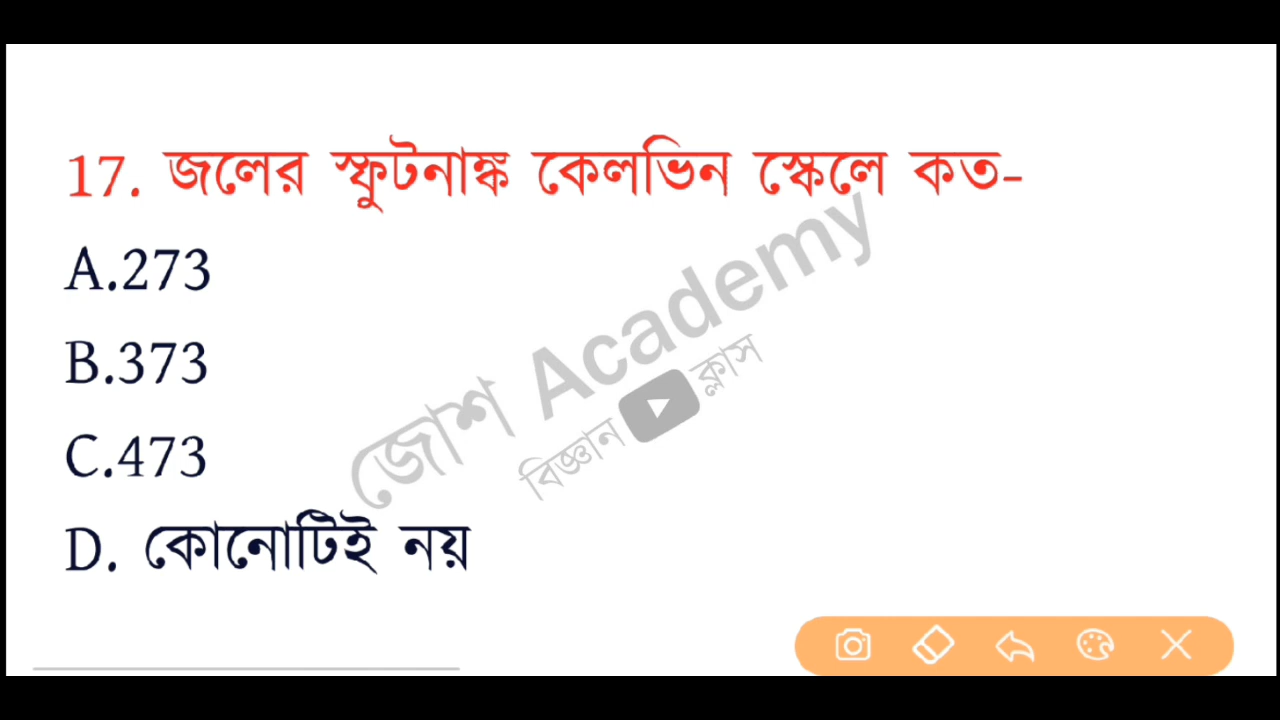 17. জলের স্ফুটনাঙ্ক কেলভিন স্কেলে কত-
A.273
B.373
C.473
D. কোনোটিই নয়
জোশ Academy
বিজ্ঞান ক্লাস